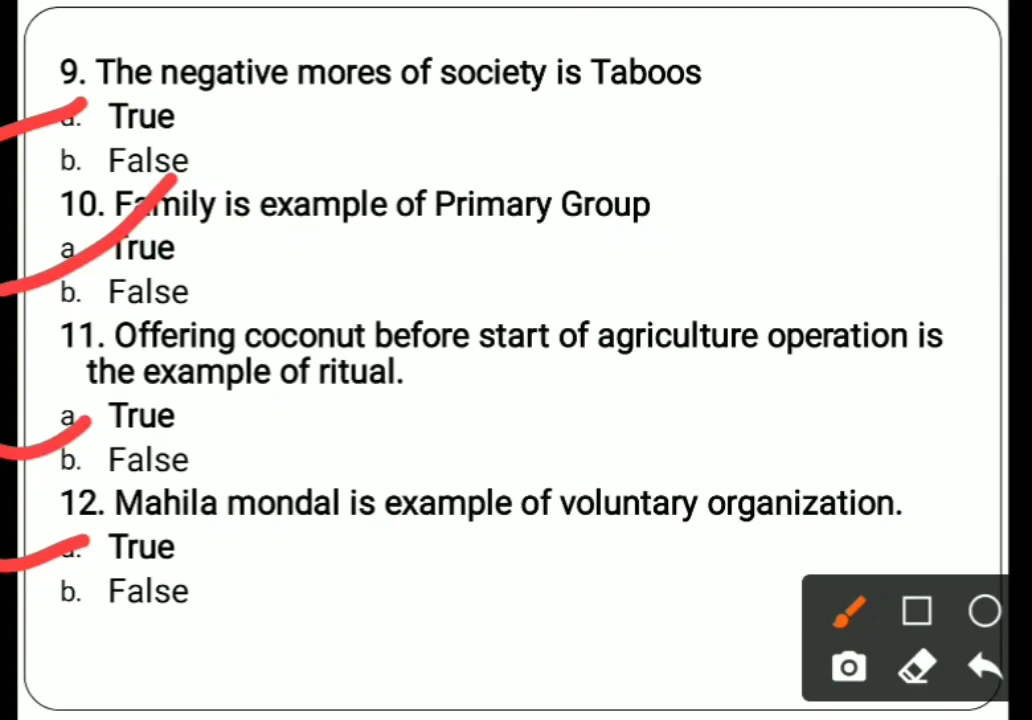 9. The negative mores of society is Taboos
a. True
b. False
10. Family is example of Primary Group
a True
b. False
11. Offering coconut before start of agriculture operation is
the example of ritual.
a True
b. False
12. Mahila mondal is example of voluntary organization.
a. True
b. False